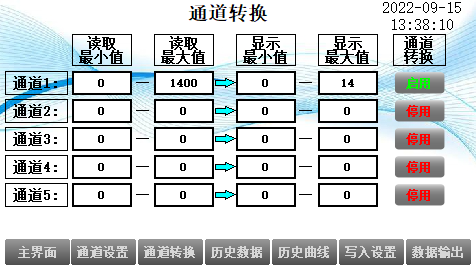 通道转换
2022-09-15
13:38:10
读取最小值 读取最大值 显示最小值 显示最大值 通道转换
通道1: 0 — 1400 0 — 14 启用
通道2: 0 — 0 0 — 0 停用
通道3: 0 — 0 0 — 0 停用
通道4: 0 — 0 0 — 0 停用
通道5: 0 — 0 0 — 0 停用
主界面 通道设置 通道转换 历史数据 历史曲线 写入设置 数据输出